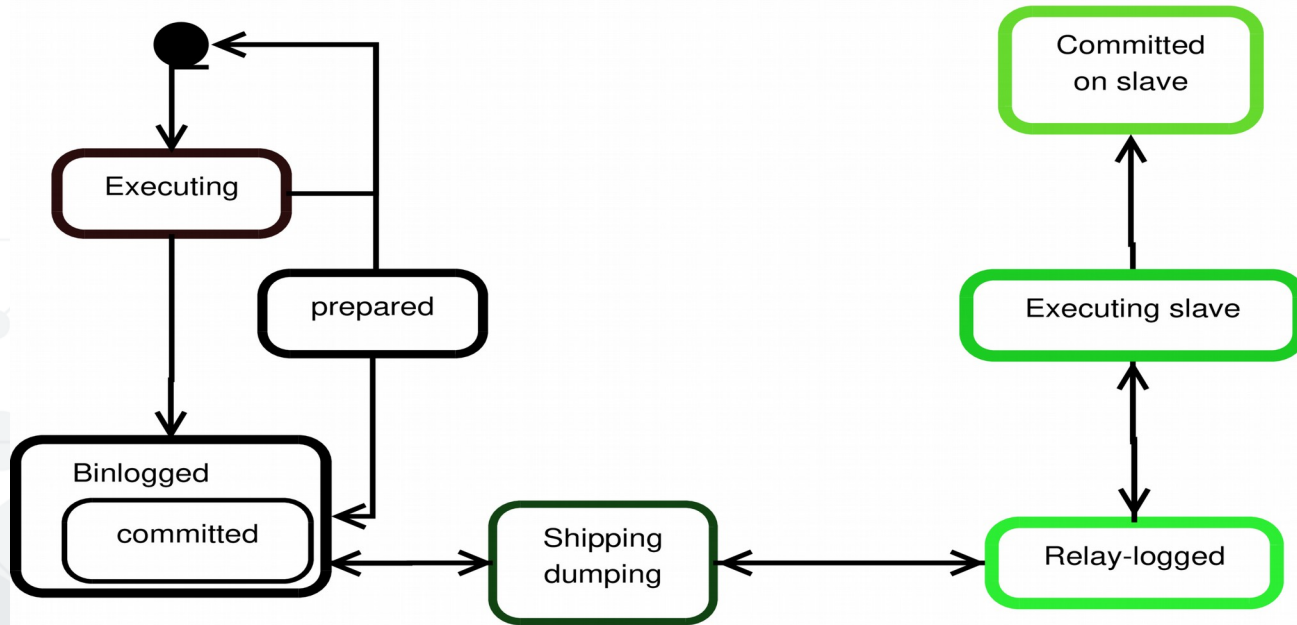 Executing
prepared
Binlogged
committed
Shipping
dumping
Relay-logged
Executing slave
Committed
on slave